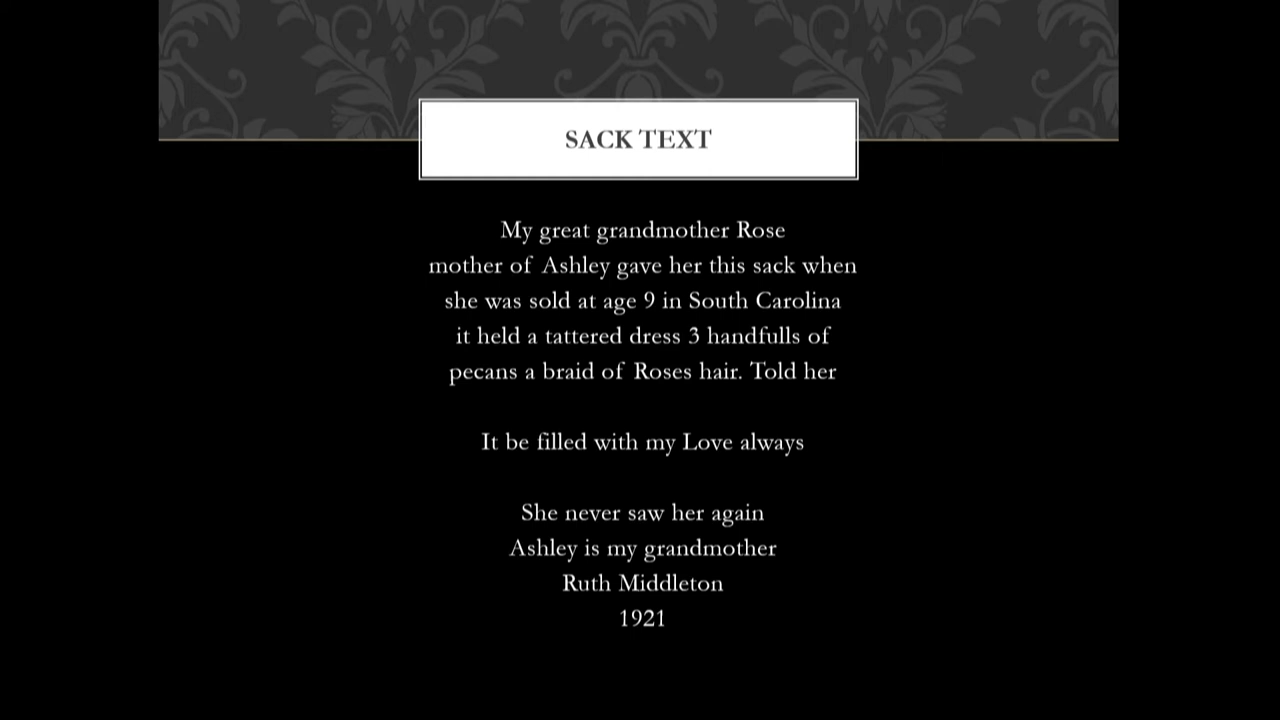 SACK TEXT
My great grandmother Rose
mother of Ashley gave her this sack when
she was sold at age 9 in South Carolina
it held a tattered dress 3 handfulls of
pecans a braid of Roses hair. Told her
It be filled with my Love always
She never saw her again
Ashley is my grandmother
Ruth Middleton
1921